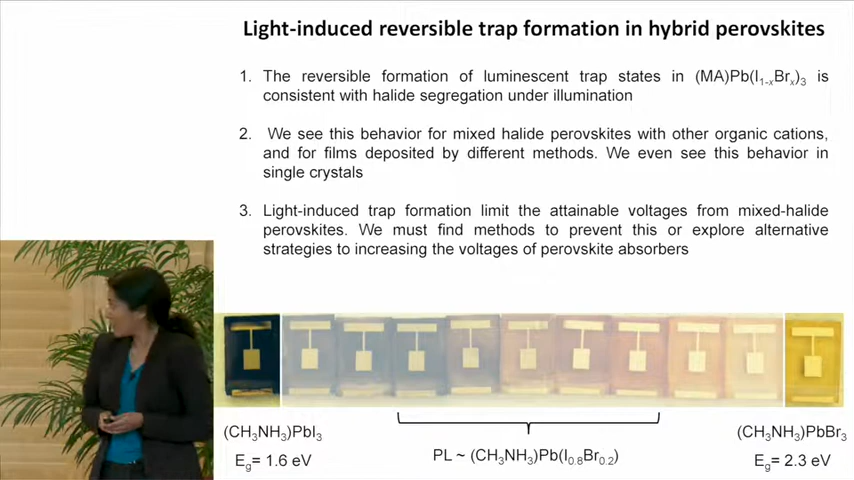 Light-induced reversible trap formation in hybrid perovskites
1. The reversible formation of luminescent trap states in (MA)Pb(I₁₋ₓBrₓ)₃ is
consistent with halide segregation under illumination
2. We see this behavior for mixed halide perovskites with other organic cations,
and for films deposited by different methods. We even see this behavior in
single crystals
3. Light-induced trap formation limit the attainable voltages from mixed-halide
perovskites. We must find methods to prevent this or explore alternative
strategies to increasing the voltages of perovskite absorbers
(CH₃NH₃)PbI₃
E_g= 1.6 eV
PL ~ (CH₃NH₃)Pb(I₀.₈Br₀.₂)
(CH₃NH₃)PbBr₃
E_g= 2.3 eV